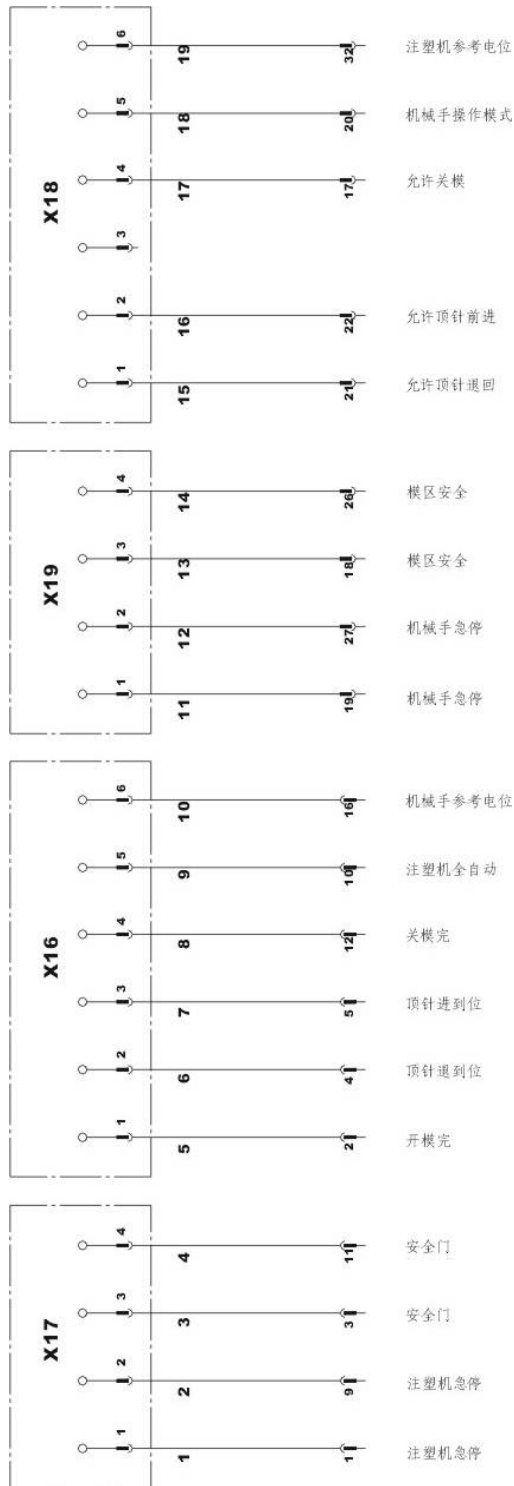 X18
6 19 32 注塑机参考电位
5 18 20 机械手操作模式
4 17 17 允许关模
3
2 16 22 允许顶针前进
1 15 21 允许顶针退回
X19
4 14 26 模区安全
3 13 18 模区安全
2 12 27 机械手急停
1 11 19 机械手急停
X16
6 10 16 机械手参考电位
5 9 10 注塑机全自动
4 8 12 关模完
3 7 5 顶针进到位
2 6 4 顶针退到位
1 5 2 开模完
X17
4 4 11 安全门
3 3 3 安全门
2 2 9 注塑机急停
1 1 1 注塑机急停